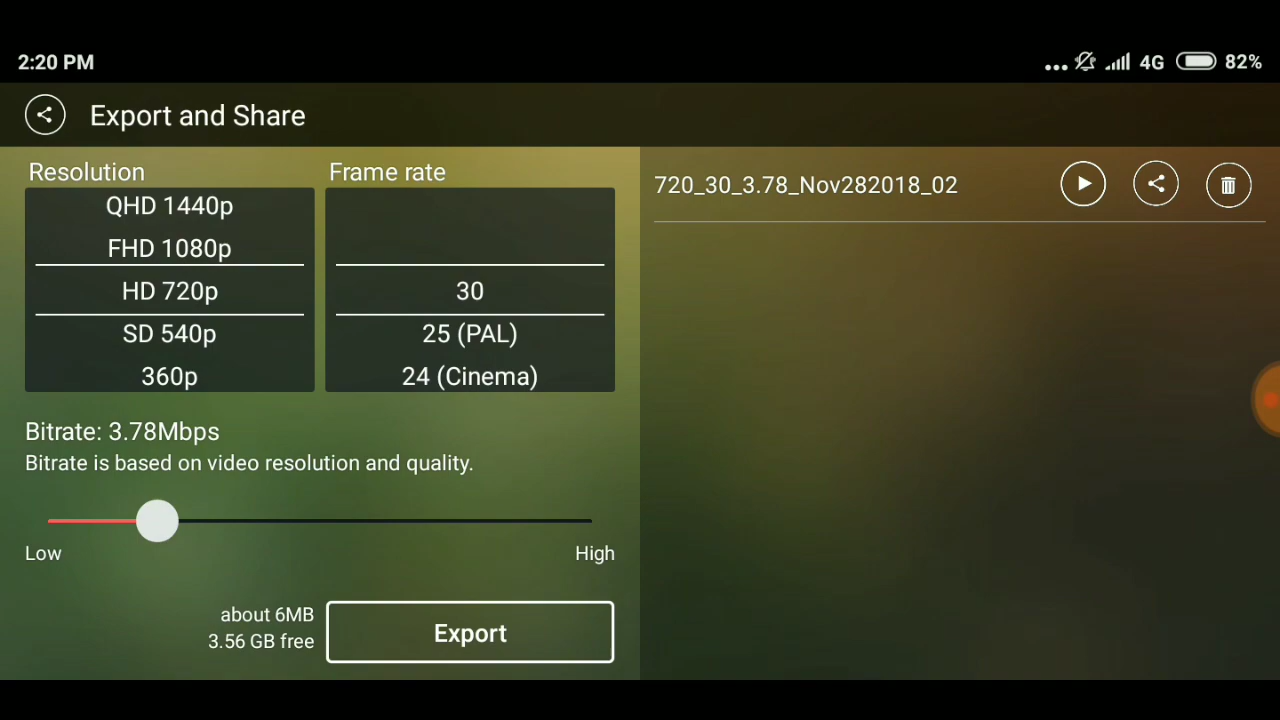 2:20 PM
... 4G 82%
Export and Share
Resolution
Frame rate
QHD 1440p
FHD 1080p
HD 720p
SD 540p
360p
30
25 (PAL)
24 (Cinema)
Bitrate: 3.78Mbps
Bitrate is based on video resolution and quality.
Low
High
about 6MB
3.56 GB free
Export
720_30_3.78_Nov282018_02